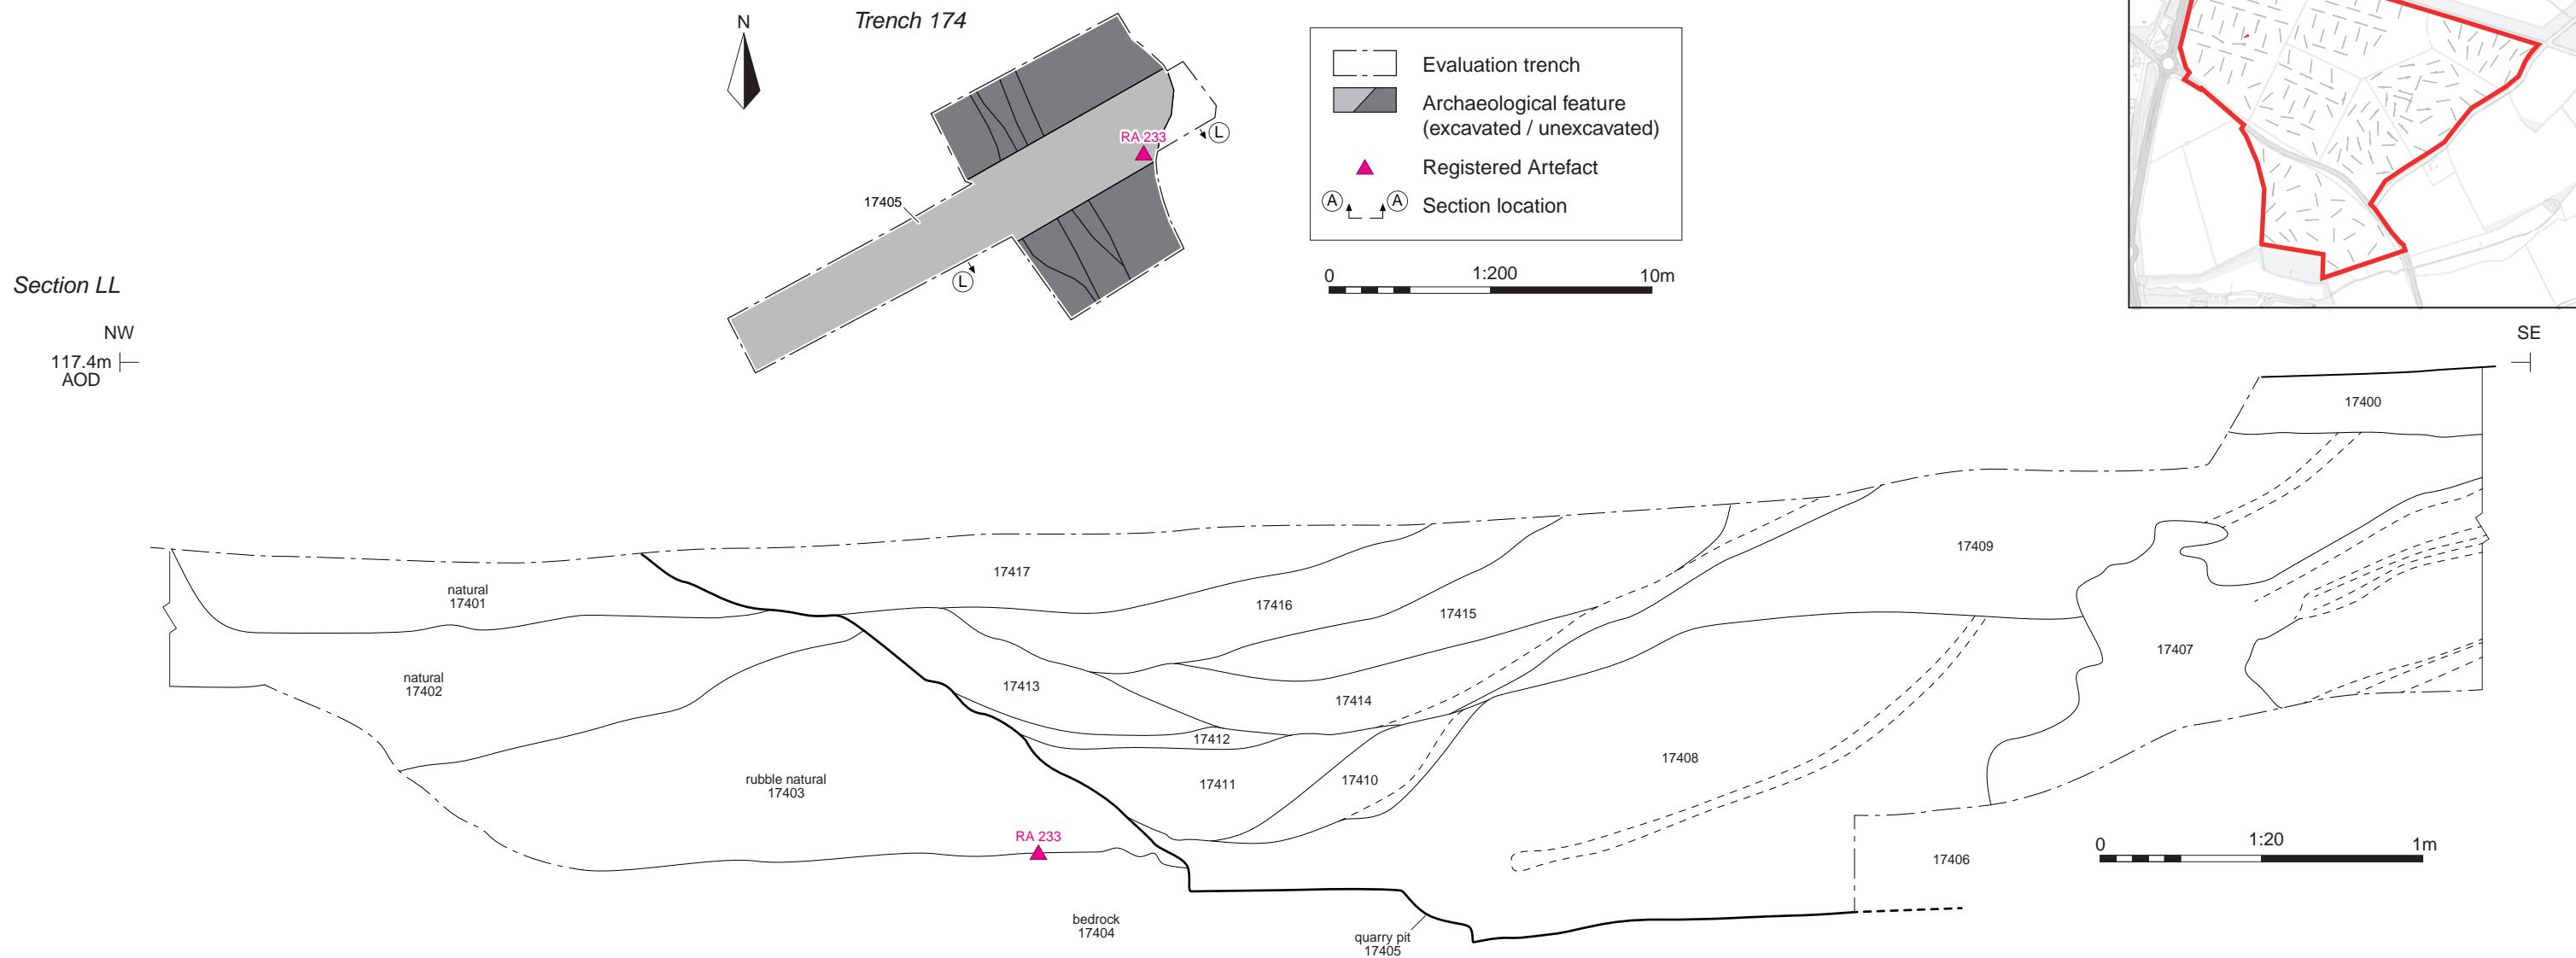 Trench 174
N
RA 233
17405
L
L
Evaluation trench
Archaeological feature
(excavated / unexcavated)
Registered Artefact
A
A
Section location
0
1:200
10m
Section LL
NW
117.4m
AOD
SE
17400
17409
17417
natural
17401
17416
17415
17407
natural
17402
17413
17414
17412
17408
rubble natural
17403
17411
17410
RA 233
0
1:20
1m
17406
bedrock
17404
quarry pit
17405